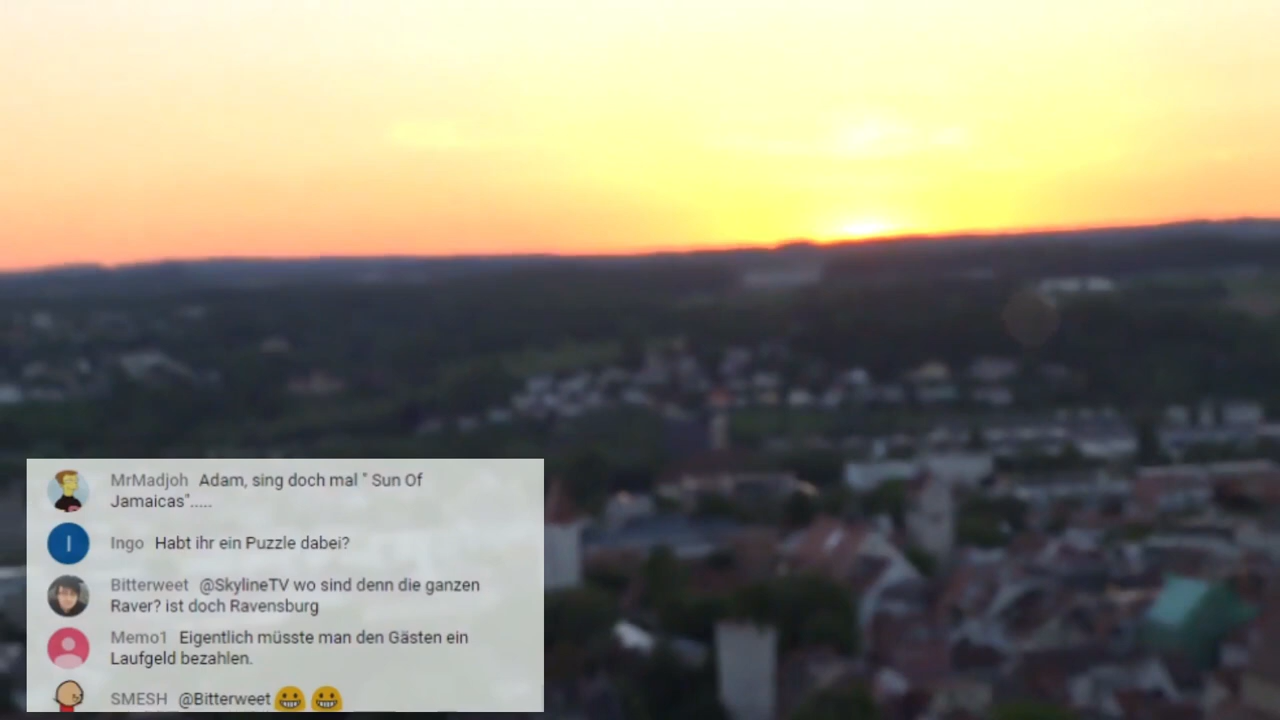 MrMadjoh Adam, sing doch mal " Sun Of
Jamaicas".....
I
Ingo Habt ihr ein Puzzle dabei?
Bitterweet @SkylineTV wo sind denn die ganzen
Raver? ist doch Ravensburg
Memo1 Eigentlich müsste man den Gästen ein
Laufgeld bezahlen.
SMESH @Bitterweet 😀 😀